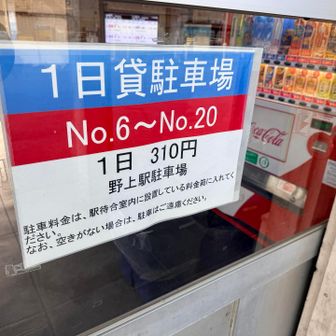 1日貸駐車場
No.6～No.20
1日 310円
野上駅駐車場
駐車料金は、駅待合室内に設置している料金荷に入れてく
ださい。
なお、空きがない場合は、駐車はご遠慮ください。
Coca-Cola